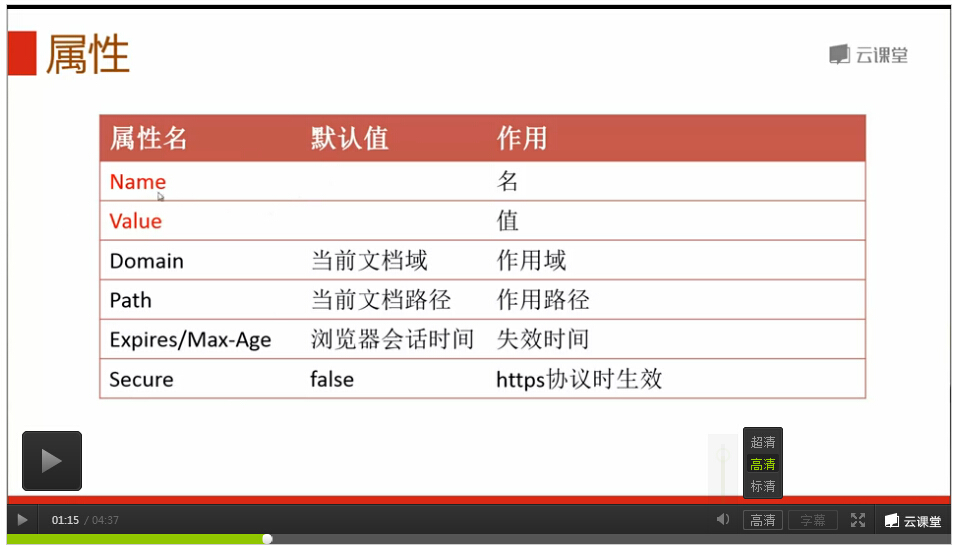 属性
云课堂
属性名 默认值 作用
Name 名
Value 值
Domain 当前文档域 作用域
Path 当前文档路径 作用路径
Expires/Max-Age 浏览器会话时间 失效时间
Secure false https协议时生效
超清
高清
标清
01:15 / 04:37 高清 字幕 云课堂